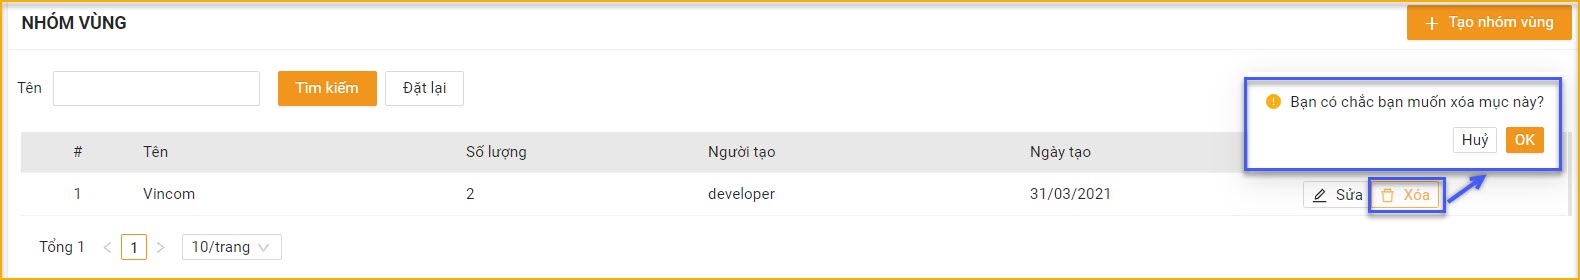 NHÓM VÙNG
+ Tạo nhóm vùng
Tên
Tìm kiếm
Đặt lại
Bạn có chắc bạn muốn xóa mục này?
Huỷ OK
# Tên Số lượng Người tạo Ngày tạo
1 Vincom 2 developer 31/03/2021 Sửa Xóa
Tổng 1 < 1 > 10/trang